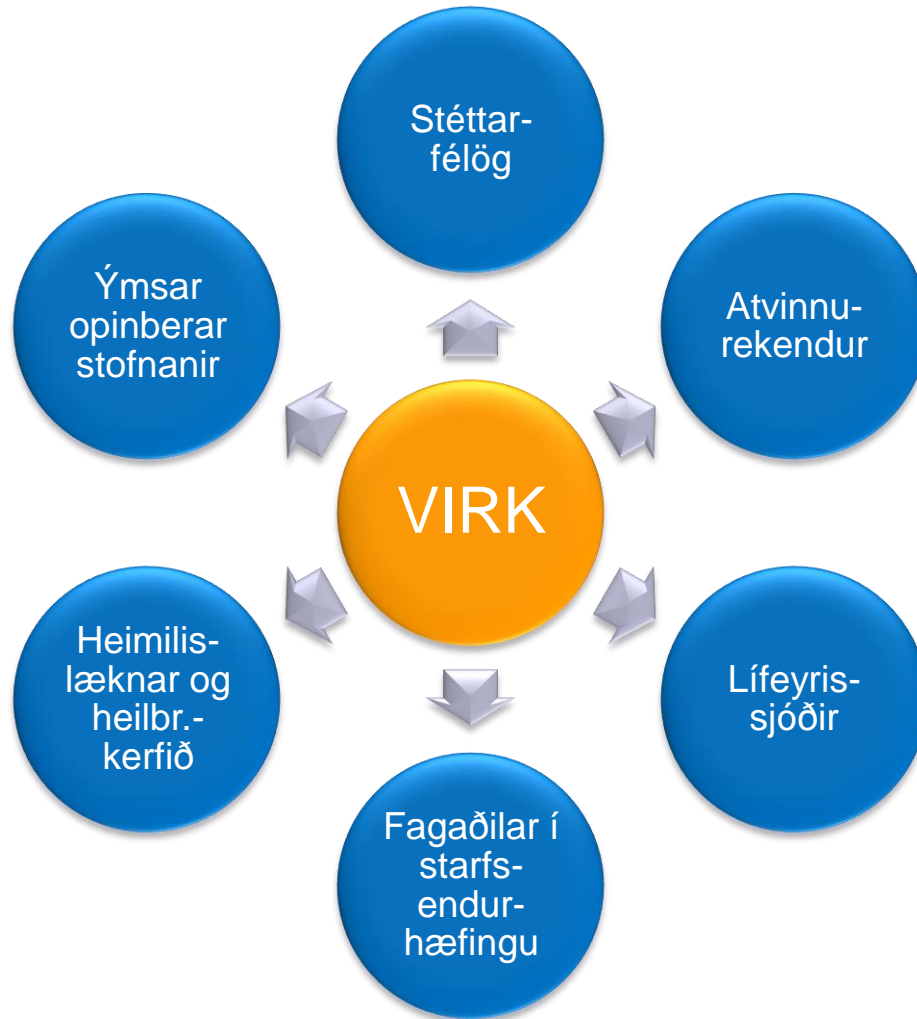 Stéttar-
félög
Ýmsar
opinberar
stofnanir
Atvinnu-
rekendur
VIRK
Heimilis-
læknar og
heilbr.-
kerfið
Lífeyris-
sjóðir
Fagaðilar í
starfs-
endur-
hæfingu